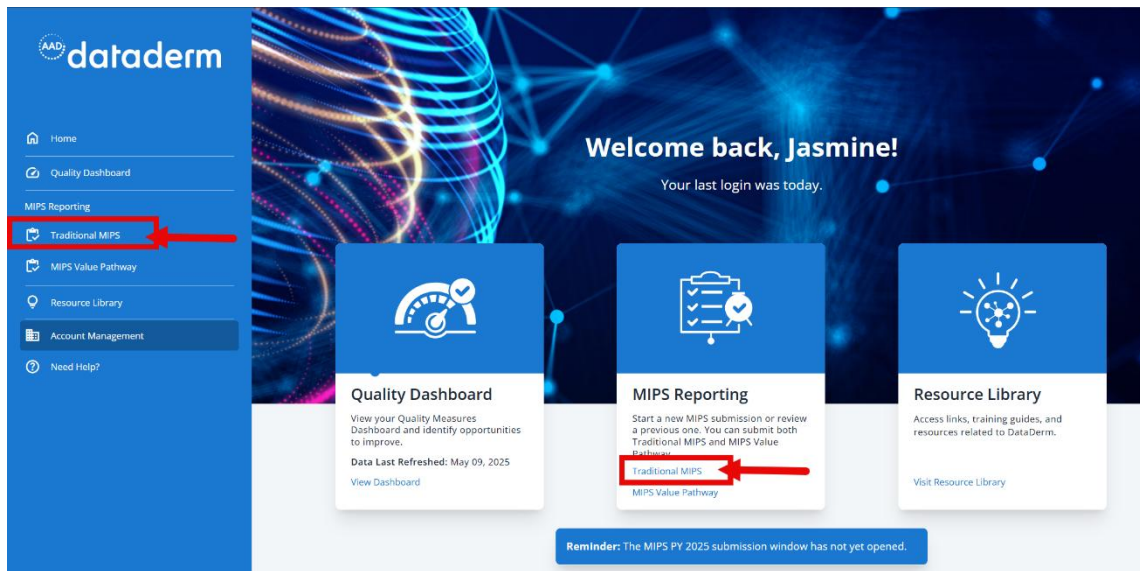 AAD
dataderm
Home
Quality Dashboard
MIPS Reporting
Traditional MIPS
MIPS Value Pathway
Resource Library
Account Management
Need Help?
Welcome back, Jasmine!
Your last login was today.
Quality Dashboard
View your Quality Measures
Dashboard and identify opportunities
to improve.
Data Last Refreshed: May 09, 2025
View Dashboard
MIPS Reporting
Start a new MIPS submission or review
a previous one. You can submit both
Traditional MIPS and MIPS Value
Pathway
Traditional MIPS
MIPS Value Pathway
Resource Library
Access links, training guides, and
resources related to DataDerm.
Visit Resource Library
Reminder: The MIPS PY 2025 submission window has not yet opened.